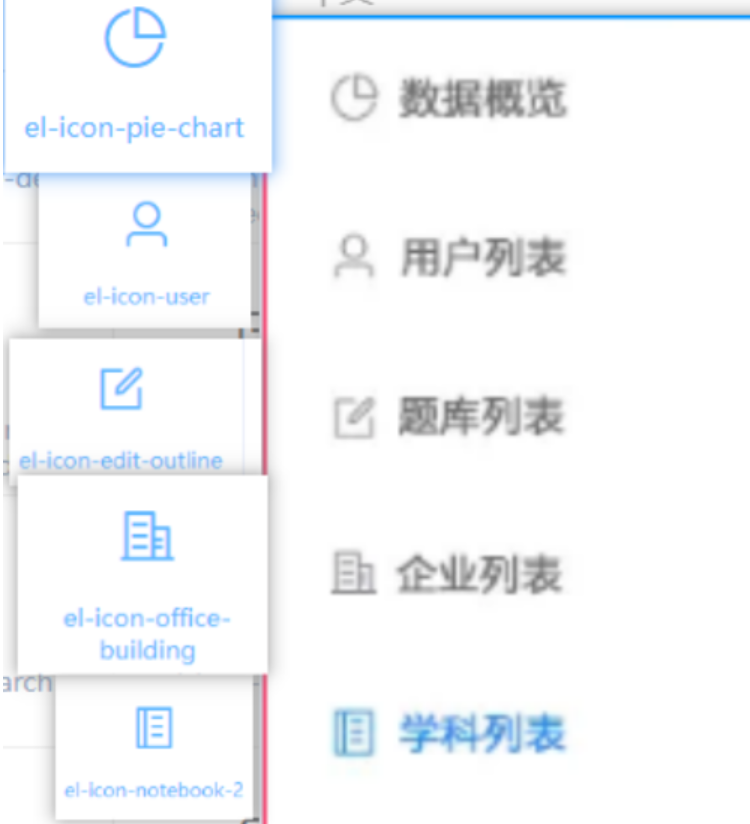 el-icon-pie-chart
数据概览
el-icon-user
用户列表
el-icon-edit-outline
题库列表
el-icon-office-
building
企业列表
arch
el-icon-notebook-2
学科列表